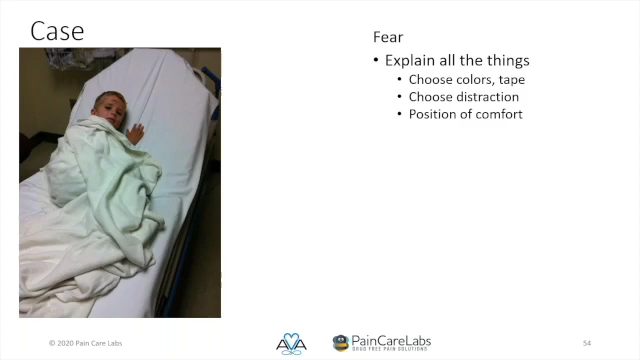 Case
Fear
• Explain all the things
• Choose colors, tape
• Choose distraction
• Position of comfort
© 2020 Pain Care Labs
AVA
PainCareLabs
DRUG FREE PAIN SOLUTIONS
54